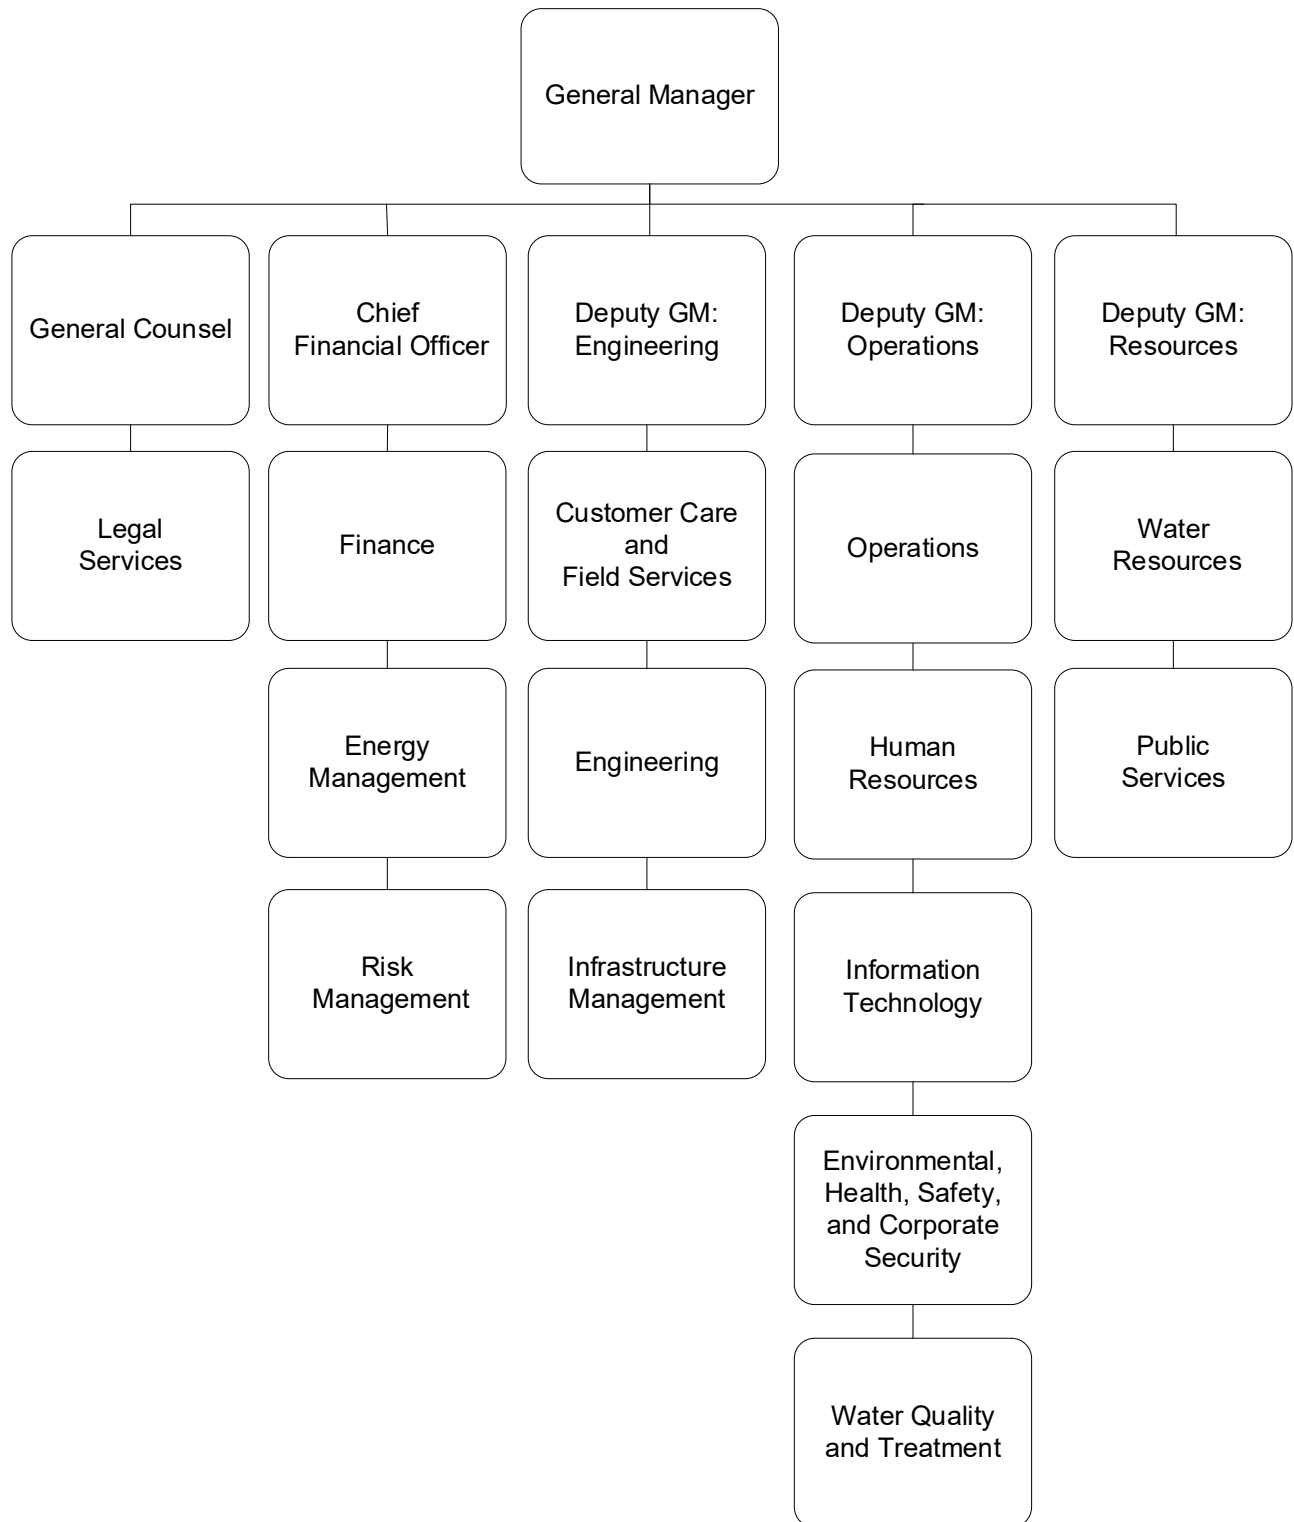 General Manager
General Counsel
Chief
Financial Officer
Deputy GM:
Engineering
Deputy GM:
Operations
Deputy GM:
Resources
Legal
Services
Finance
Customer Care
and
Field Services
Operations
Water
Resources
Energy
Management
Engineering
Human
Resources
Public
Services
Risk
Management
Infrastructure
Management
Information
Technology
Environmental,
Health, Safety,
and Corporate
Security
Water Quality
and Treatment